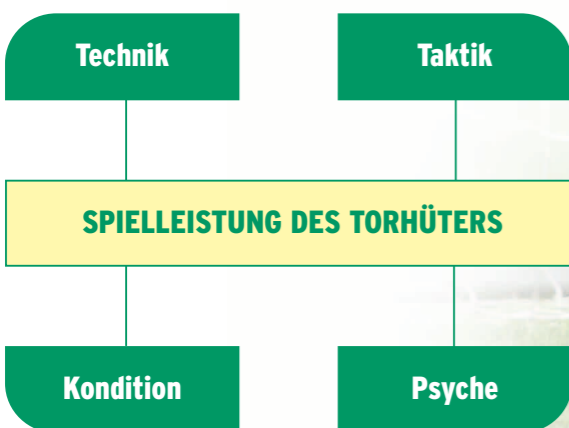 Technik
Taktik
SPIELLEISTUNG DES TORHÜTERS
Kondition
Psyche